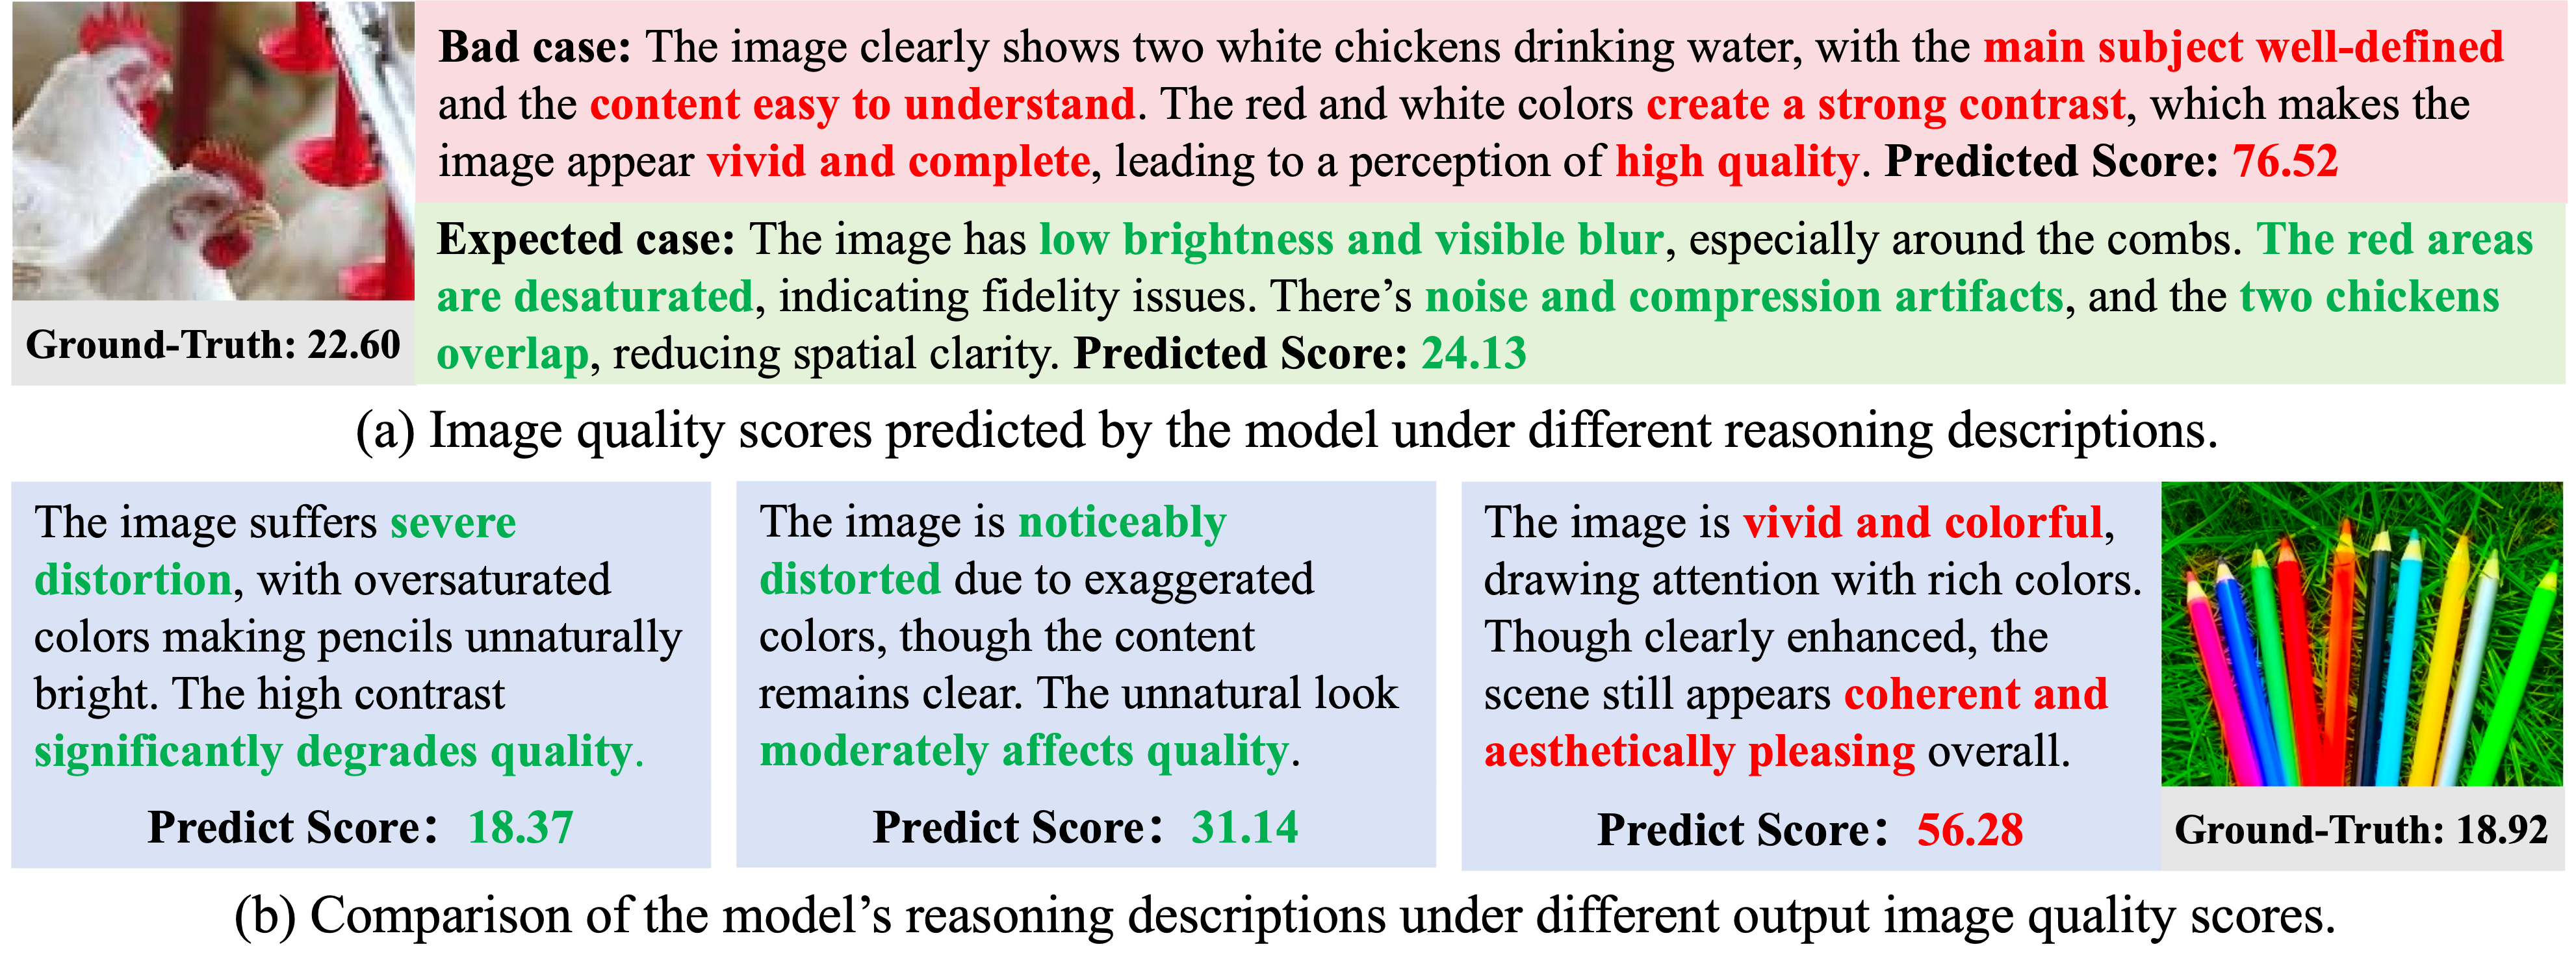 Bad case: The image clearly shows two white chickens drinking water, with the main subject well-defined
and the content easy to understand. The red and white colors create a strong contrast, which makes the
image appear vivid and complete, leading to a perception of high quality. Predicted Score: 76.52
Expected case: The image has low brightness and visible blur, especially around the combs. The red areas
are desaturated, indicating fidelity issues. There’s noise and compression artifacts, and the two chickens
overlap, reducing spatial clarity. Predicted Score: 24.13
Ground-Truth: 22.60
(a) Image quality scores predicted by the model under different reasoning descriptions.
The image suffers severe
distortion, with oversaturated
colors making pencils unnaturally
bright. The high contrast
significantly degrades quality.
Predict Score: 18.37
The image is noticeably
distorted due to exaggerated
colors, though the content
remains clear. The unnatural look
moderately affects quality.
Predict Score: 31.14
The image is vivid and colorful,
drawing attention with rich colors.
Though clearly enhanced, the
scene still appears coherent and
aesthetically pleasing overall.
Predict Score: 56.28
Ground-Truth: 18.92
(b) Comparison of the model’s reasoning descriptions under different output image quality scores.